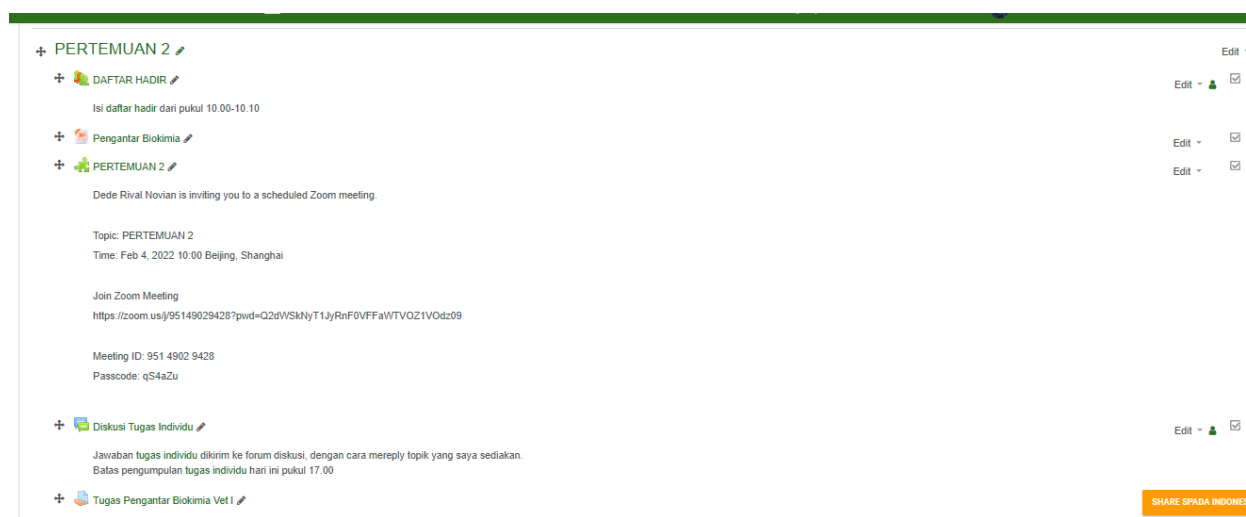 PERTEMUAN 2
Edit
DAFTAR HADIR
Edit
Isi daftar hadir dari pukul 10.00-10.10
Pengantar Biokimia
Edit
PERTEMUAN 2
Edit
Dede Rival Novian is inviting you to a scheduled Zoom meeting.
Topic: PERTEMUAN 2
Time: Feb 4, 2022 10:00 Beijing, Shanghai
Join Zoom Meeting
https://zoom.us/j/95149029428?pwd=Q2dWSkNyT1JyRnF0VFFaWTVOZ1VOdz09
Meeting ID: 951 4902 9428
Passcode: qS4aZu
Diskusi Tugas Individu
Edit
Jawaban tugas individu dikirim ke forum diskusi, dengan cara mereply topik yang saya sediakan.
Batas pengumpulan tugas individu hari ini pukul 17.00
Tugas Pengantar Biokimia Vet I
SHARE SPADA INDONE